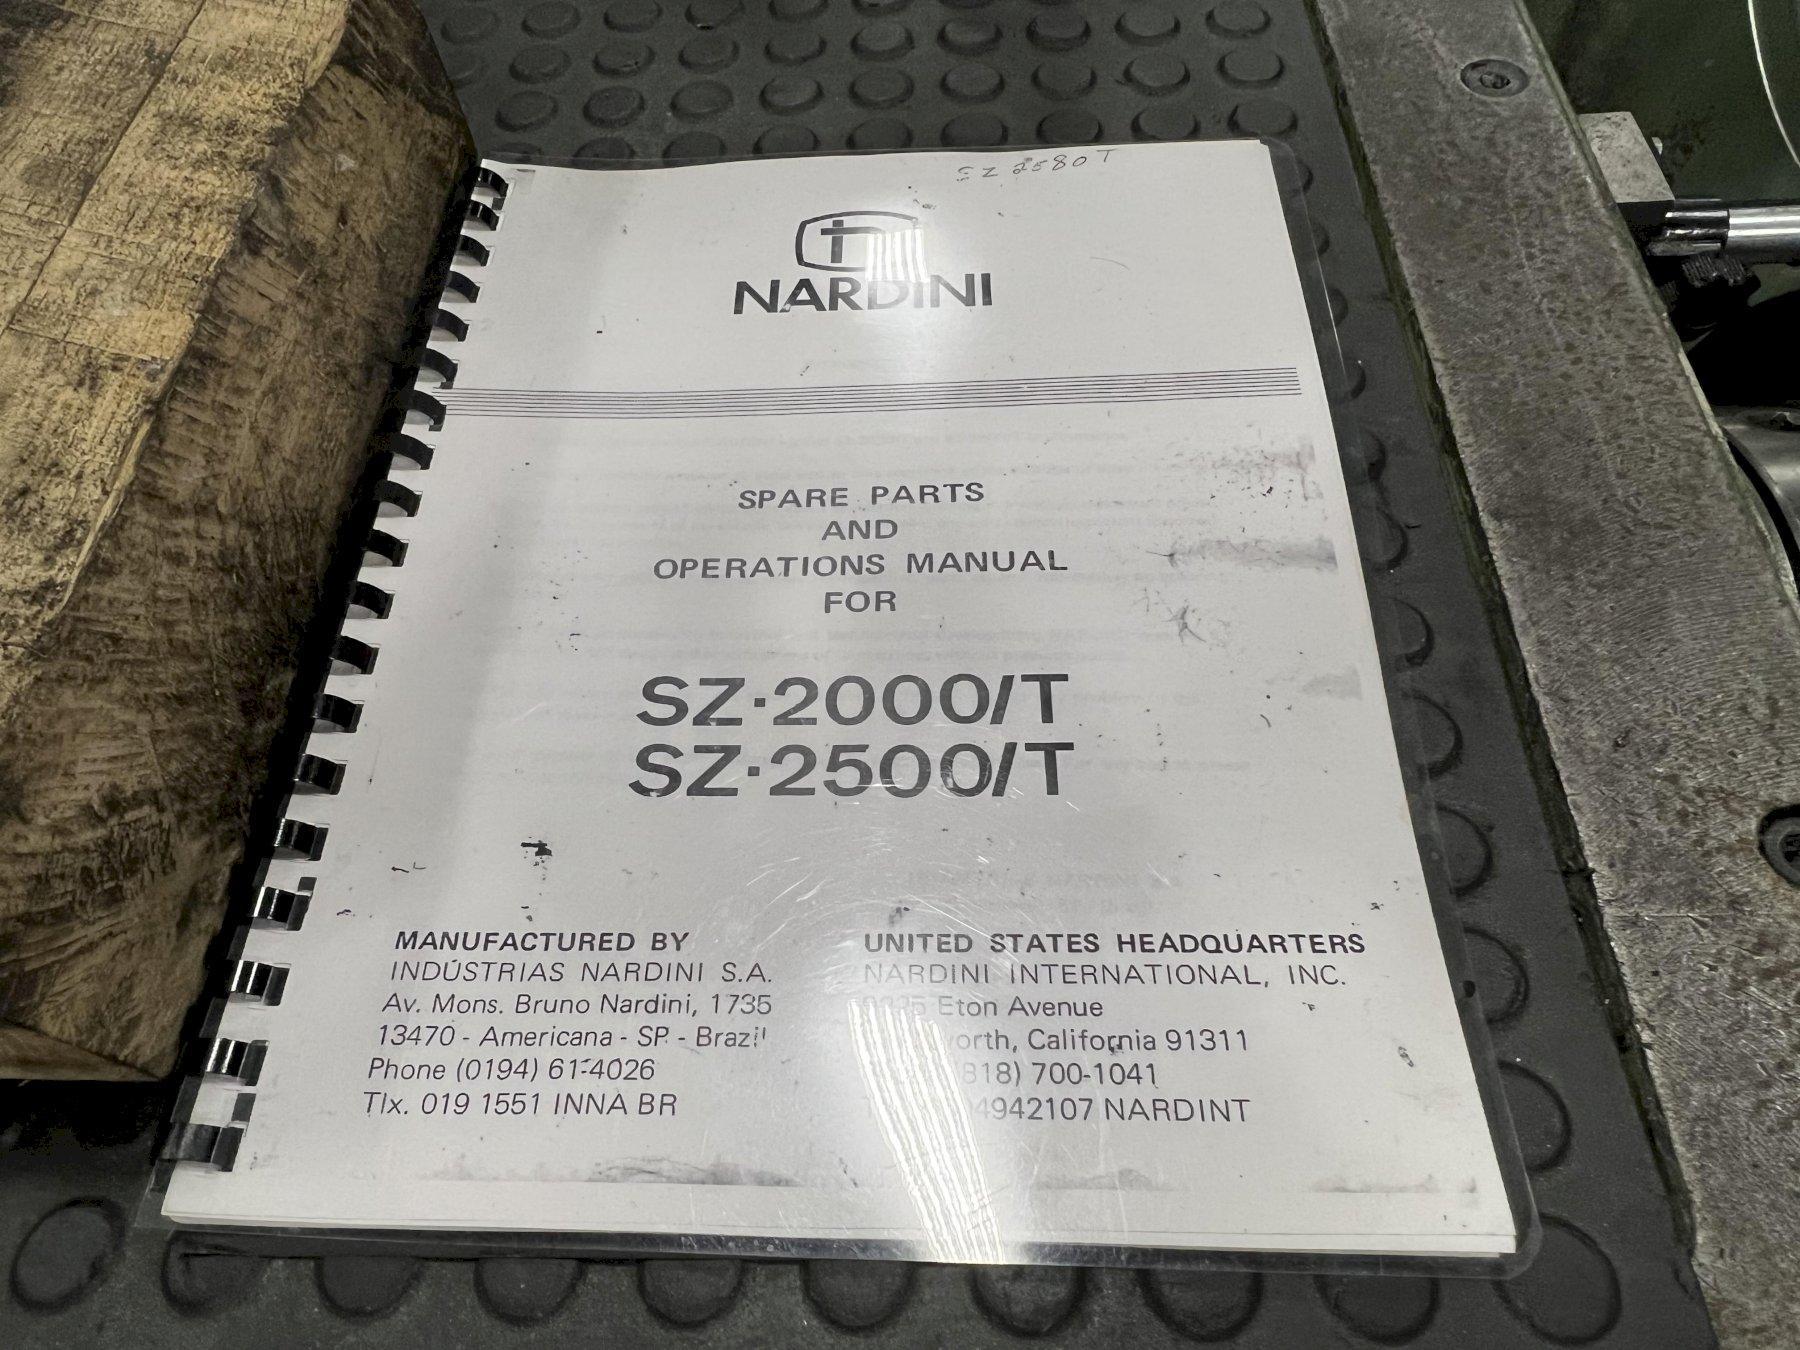 SZ 2580 T
NARDINI
SPARE PARTS
AND
OPERATIONS MANUAL
FOR
SZ·2000/T
SZ·2500/T
MANUFACTURED BY
INDÚSTRIAS NARDINI S.A.
Av. Mons. Bruno Nardini, 1735
13470 - Americana - SP - Brazil
Phone (0194) 61-4026
Tlx. 019 1551 INNA BR
UNITED STATES HEADQUARTERS
NARDINI INTERNATIONAL, INC.
Eton Avenue
California 91311
(818) 700-1041
NARDINT